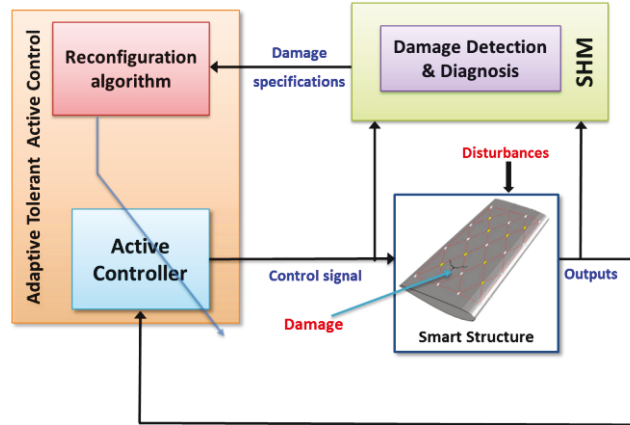 Adaptive Tolerant Active Control
Reconfiguration
algorithm
Damage
specifications
Damage Detection
& Diagnosis
SHM
Disturbances
Active
Controller
Control signal
Damage
Smart Structure
Outputs